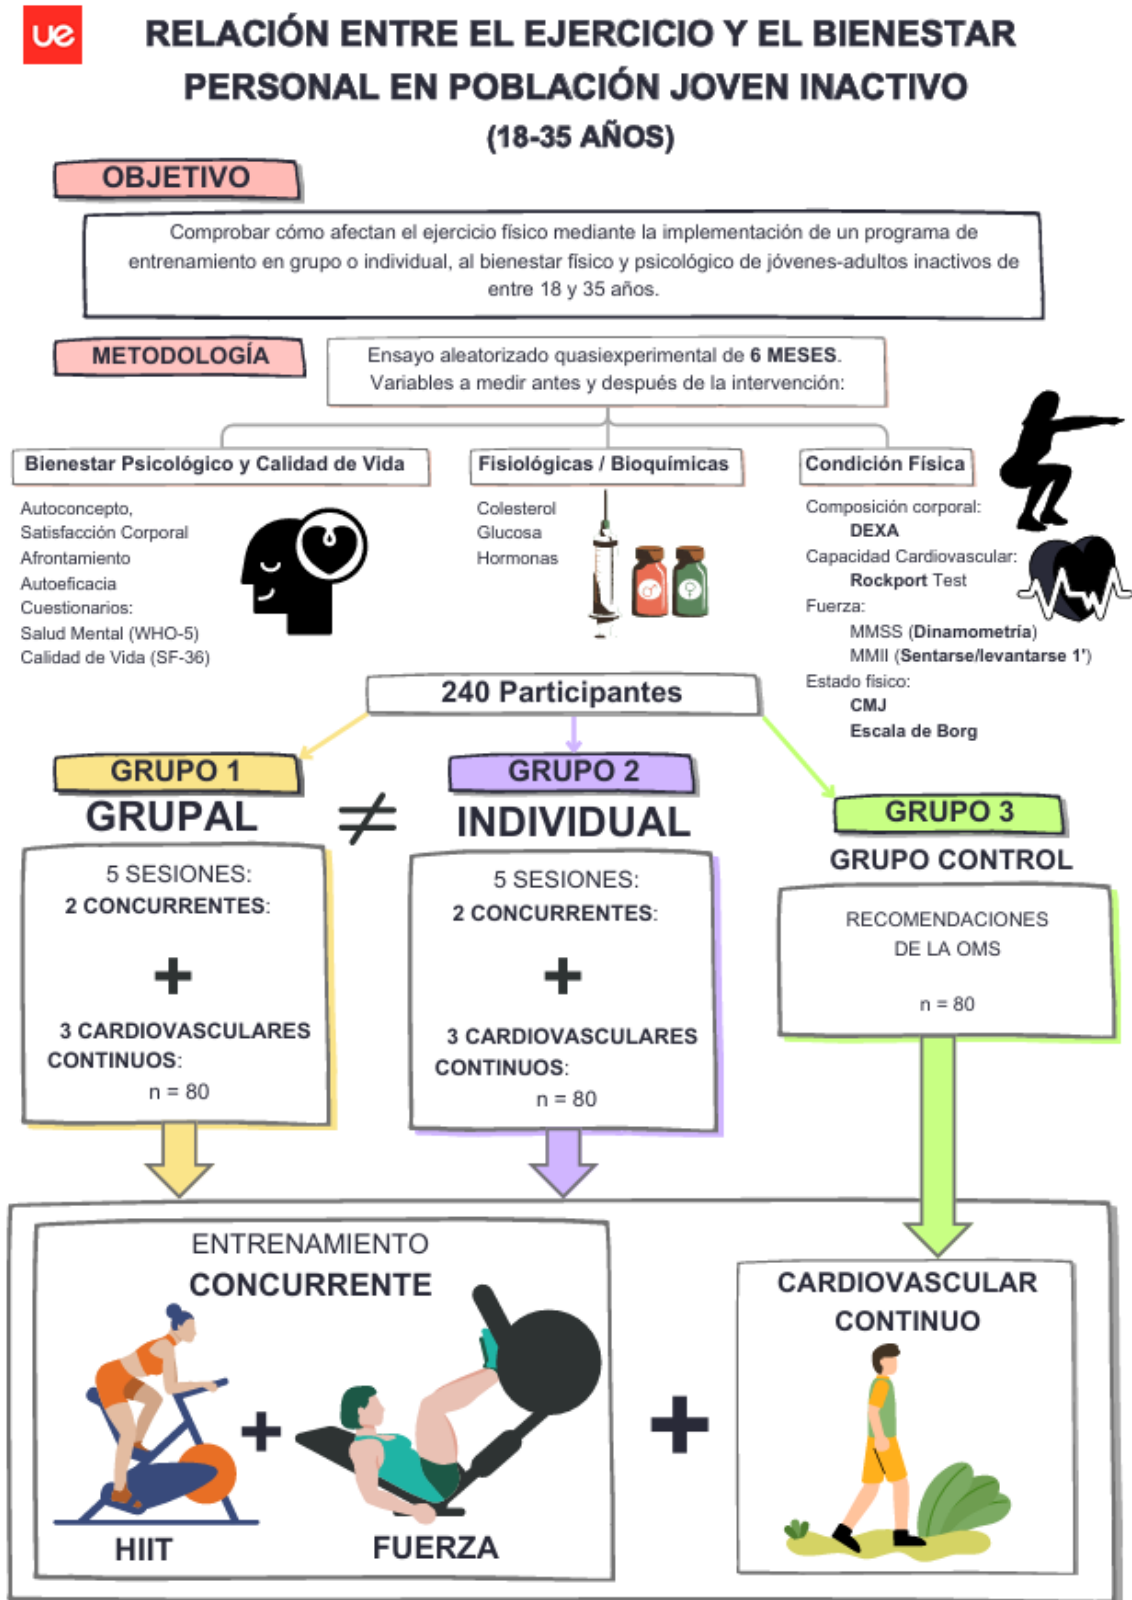 ue
RELACIÓN ENTRE EL EJERCICIO Y EL BIENESTAR
PERSONAL EN POBLACIÓN JOVEN INACTIVO
(18-35 AÑOS)
OBJETIVO
Comprobar cómo afectan el ejercicio físico mediante la implementación de un programa de
entrenamiento en grupo o individual, al bienestar físico y psicológico de jóvenes-adultos inactivos de
entre 18 y 35 años.
METODOLOGÍA
Ensayo aleatorizado quasiexperimental de 6 MESES.
Variables a medir antes y después de la intervención:
Bienestar Psicológico y Calidad de Vida
Autoconcepto,
Satisfacción Corporal
Afrontamiento
Autoeficacia
Cuestionarios:
Salud Mental (WHO-5)
Calidad de Vida (SF-36)
Fisiológicas / Bioquímicas
Colesterol
Glucosa
Hormonas
Condición Física
Composición corporal:
DEXA
Capacidad Cardiovascular:
Rockport Test
Fuerza:
MMSS (Dinamometría)
MMII (Sentarse/levantarse 1')
Estado físico:
CMJ
Escala de Borg
240 Participantes
GRUPO 1
GRUPAL
5 SESIONES:
2 CONCURRENTES:
+
3 CARDIOVASCULARES
CONTINUOS:
n = 80
≠
GRUPO 2
INDIVIDUAL
5 SESIONES:
2 CONCURRENTES:
+
3 CARDIOVASCULARES
CONTINUOS:
n = 80
GRUPO 3
GRUPO CONTROL
RECOMENDACIONES
DE LA OMS
n = 80
ENTRENAMIENTO
CONCURRENTE
+
HIIT
FUERZA
+
CARDIOVASCULAR
CONTINUO